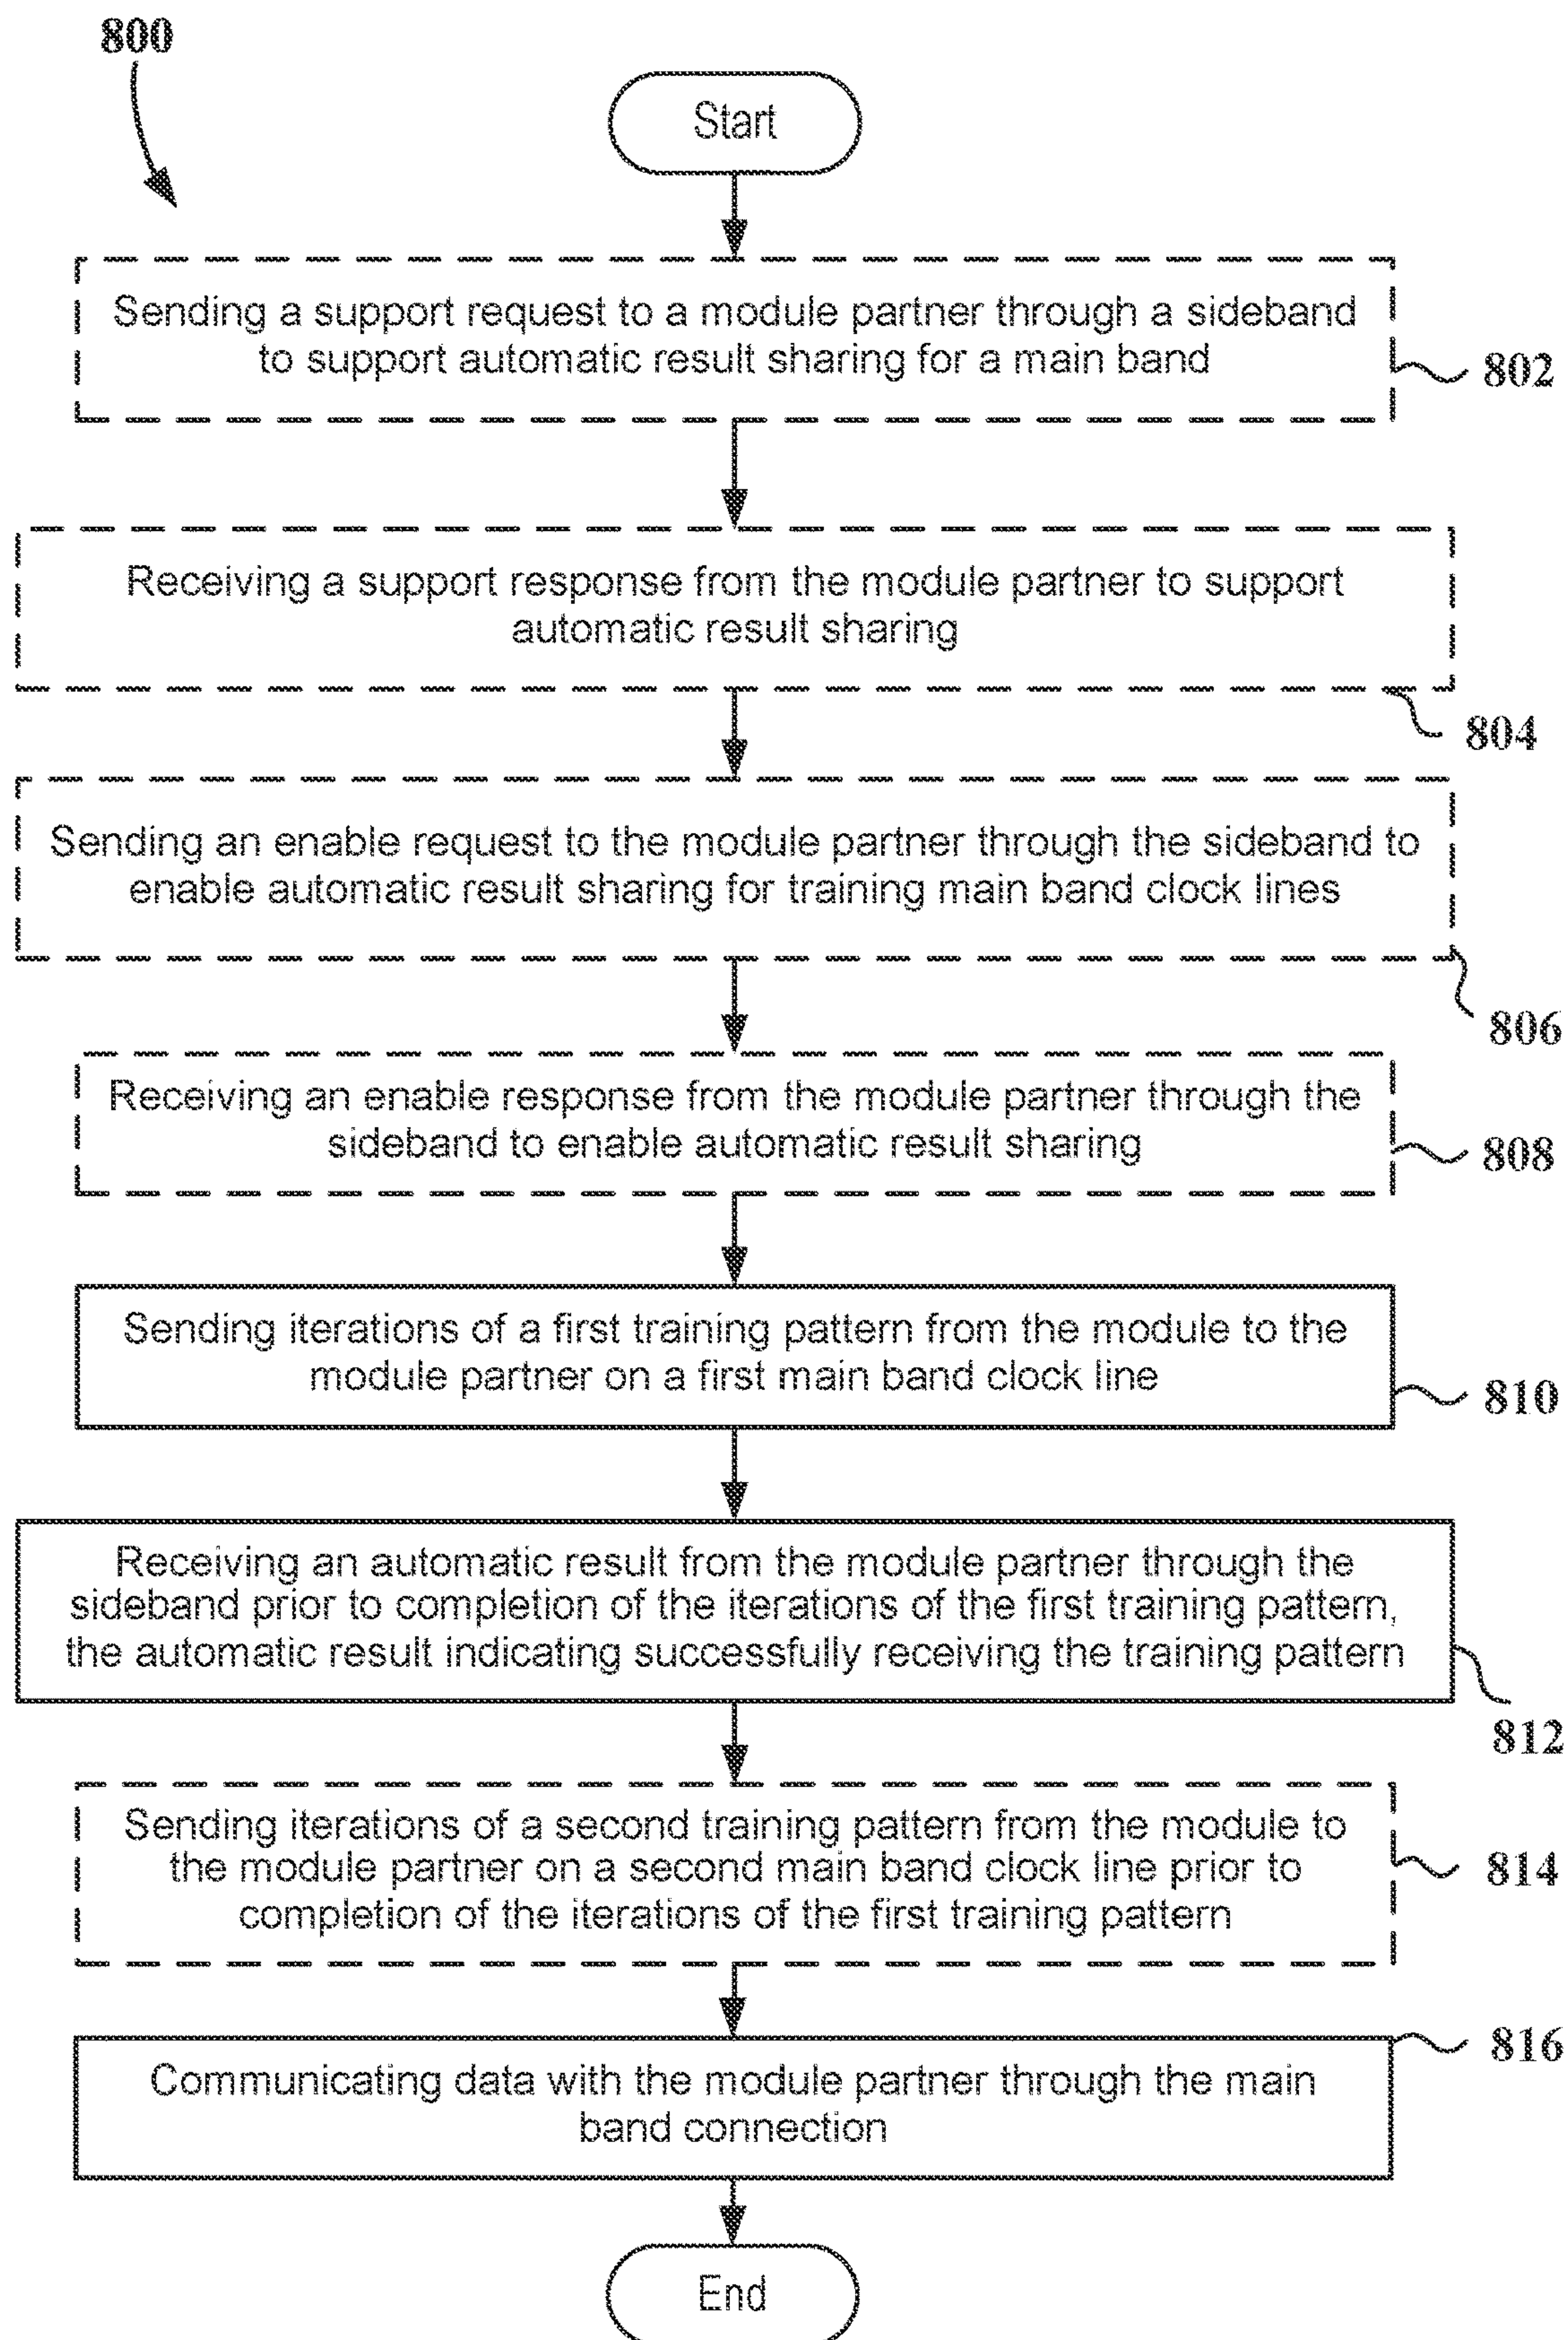 800
Start
Sending a support request to a module partner through a sideband
to support automatic result sharing for a main band
802
Receiving a support response from the module partner to support
automatic result sharing
804
Sending an enable request to the module partner through the sideband to
enable automatic result sharing for training main band clock lines
806
Receiving an enable response from the module partner through the
sideband to enable automatic result sharing
808
Sending iterations of a first training pattern from the module to the
module partner on a first main band clock line
810
Receiving an automatic result from the module partner through the
sideband prior to completion of the iterations of the first training pattern,
the automatic result indicating successfully receiving the training pattern
812
Sending iterations of a second training pattern from the module to
the module partner on a second main band clock line prior to
completion of the iterations of the first training pattern
814
816
Communicating data with the module partner through the main
band connection
End